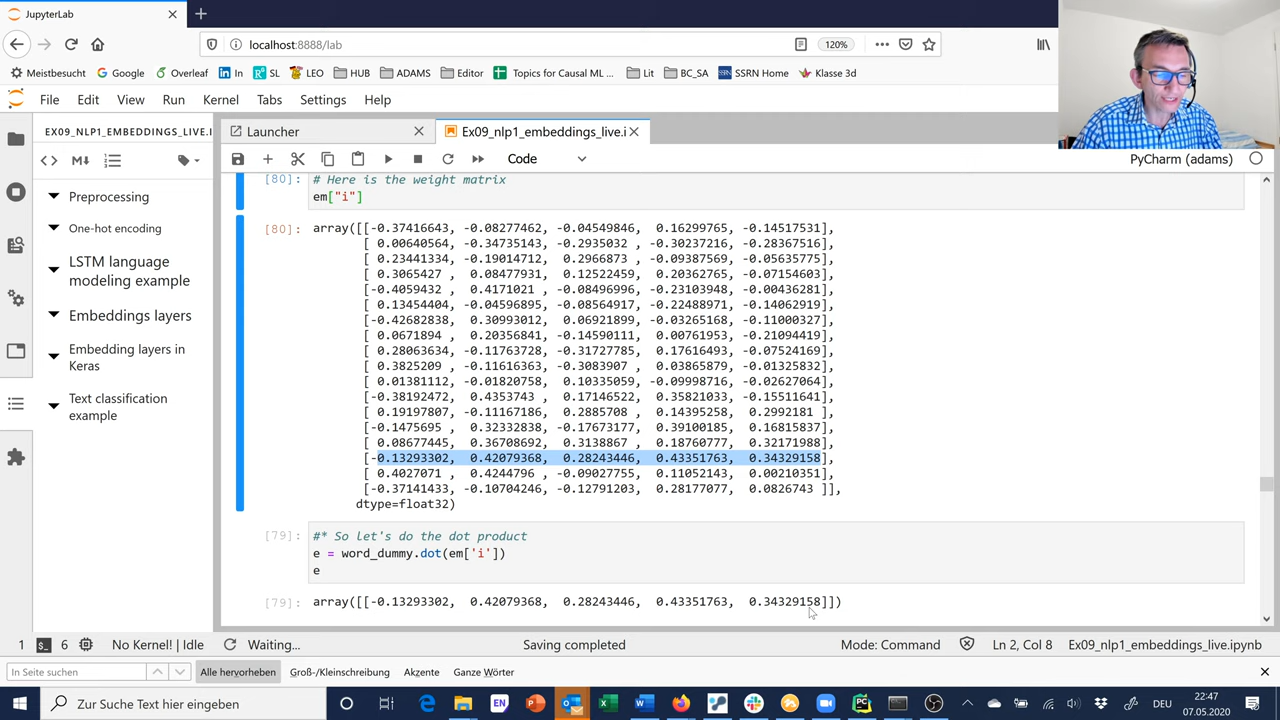 JupyterLab
localhost:8888/lab
120%
Meistbesucht Google Overleaf In SL LEO HUB ADAMS Editor Topics for Causal ML ... Lit BC_SA SSRN Home Klasse 3d
File Edit View Run Kernel Tabs Settings Help
EX09_NLP1_EMBEDDINGS_LIVE.I
Launcher
Ex09_nlp1_embeddings_live.i
Code
PyCharm (adams)
Preprocessing
One-hot encoding
LSTM language
modeling example
Embeddings layers
Embedding layers in
Keras
Text classification
example
[80]: # Here is the weight matrix
em["i"]
[80]: array([[-0.37416643, -0.08277462, -0.04549846, 0.16299765, -0.14517531],
[ 0.00640564, -0.34735143, -0.2935032 , -0.30237216, -0.28367516],
[ 0.23441334, -0.19014712, 0.2966873 , -0.09387569, -0.05635775],
[ 0.3065427 , 0.08477931, 0.12522459, 0.20362765, -0.07154603],
[-0.4059432 , 0.4171021 , -0.08496996, -0.23103948, -0.00436281],
[ 0.13454404, -0.04596895, -0.08564917, -0.22488971, -0.14062919],
[-0.42682838, 0.30993012, 0.06921899, -0.03265168, -0.11000327],
[ 0.0671894 , 0.20356841, -0.14590111, 0.00761953, -0.21094419],
[ 0.28063634, -0.11763728, -0.31727785, 0.17616493, -0.07524169],
[ 0.3825209 , -0.11616363, -0.3083907 , 0.03865879, -0.01325832],
[ 0.01381112, -0.01820758, 0.10335059, -0.09998716, -0.02627064],
[-0.38192472, 0.4353743 , 0.17146522, 0.35821033, -0.15511641],
[ 0.19197807, -0.11167186, 0.2885708 , 0.14395258, 0.2992181 ],
[-0.1475695 , 0.32332838, -0.17673177, 0.39100185, 0.16815837],
[ 0.08677445, 0.36708692, 0.3138867 , 0.18760777, 0.32171988],
[-0.13293302, 0.42079368, 0.28243446, 0.43351763, 0.34329158],
[ 0.4027071 , 0.4244796 , -0.09027755, 0.11052143, 0.00210351],
[-0.37141433, -0.10704246, -0.12791203, 0.28177077, 0.0826743 ]],
dtype=float32)
[79]: #* So let's do the dot product
e = word_dummy.dot(em['i'])
e
[79]: array([[-0.13293302, 0.42079368, 0.28243446, 0.43351763, 0.34329158]])
1 6 No Kernel! | Idle Waiting... Saving completed Mode: Command Ln 2, Col 8 Ex09_nlp1_embeddings_live.ipynb
In Seite suchen Alle hervorheben Groß-/Kleinschreibung Akzente Ganze Wörter
Zur Suche Text hier eingeben
EN
DEU
22:47
07.05.2020